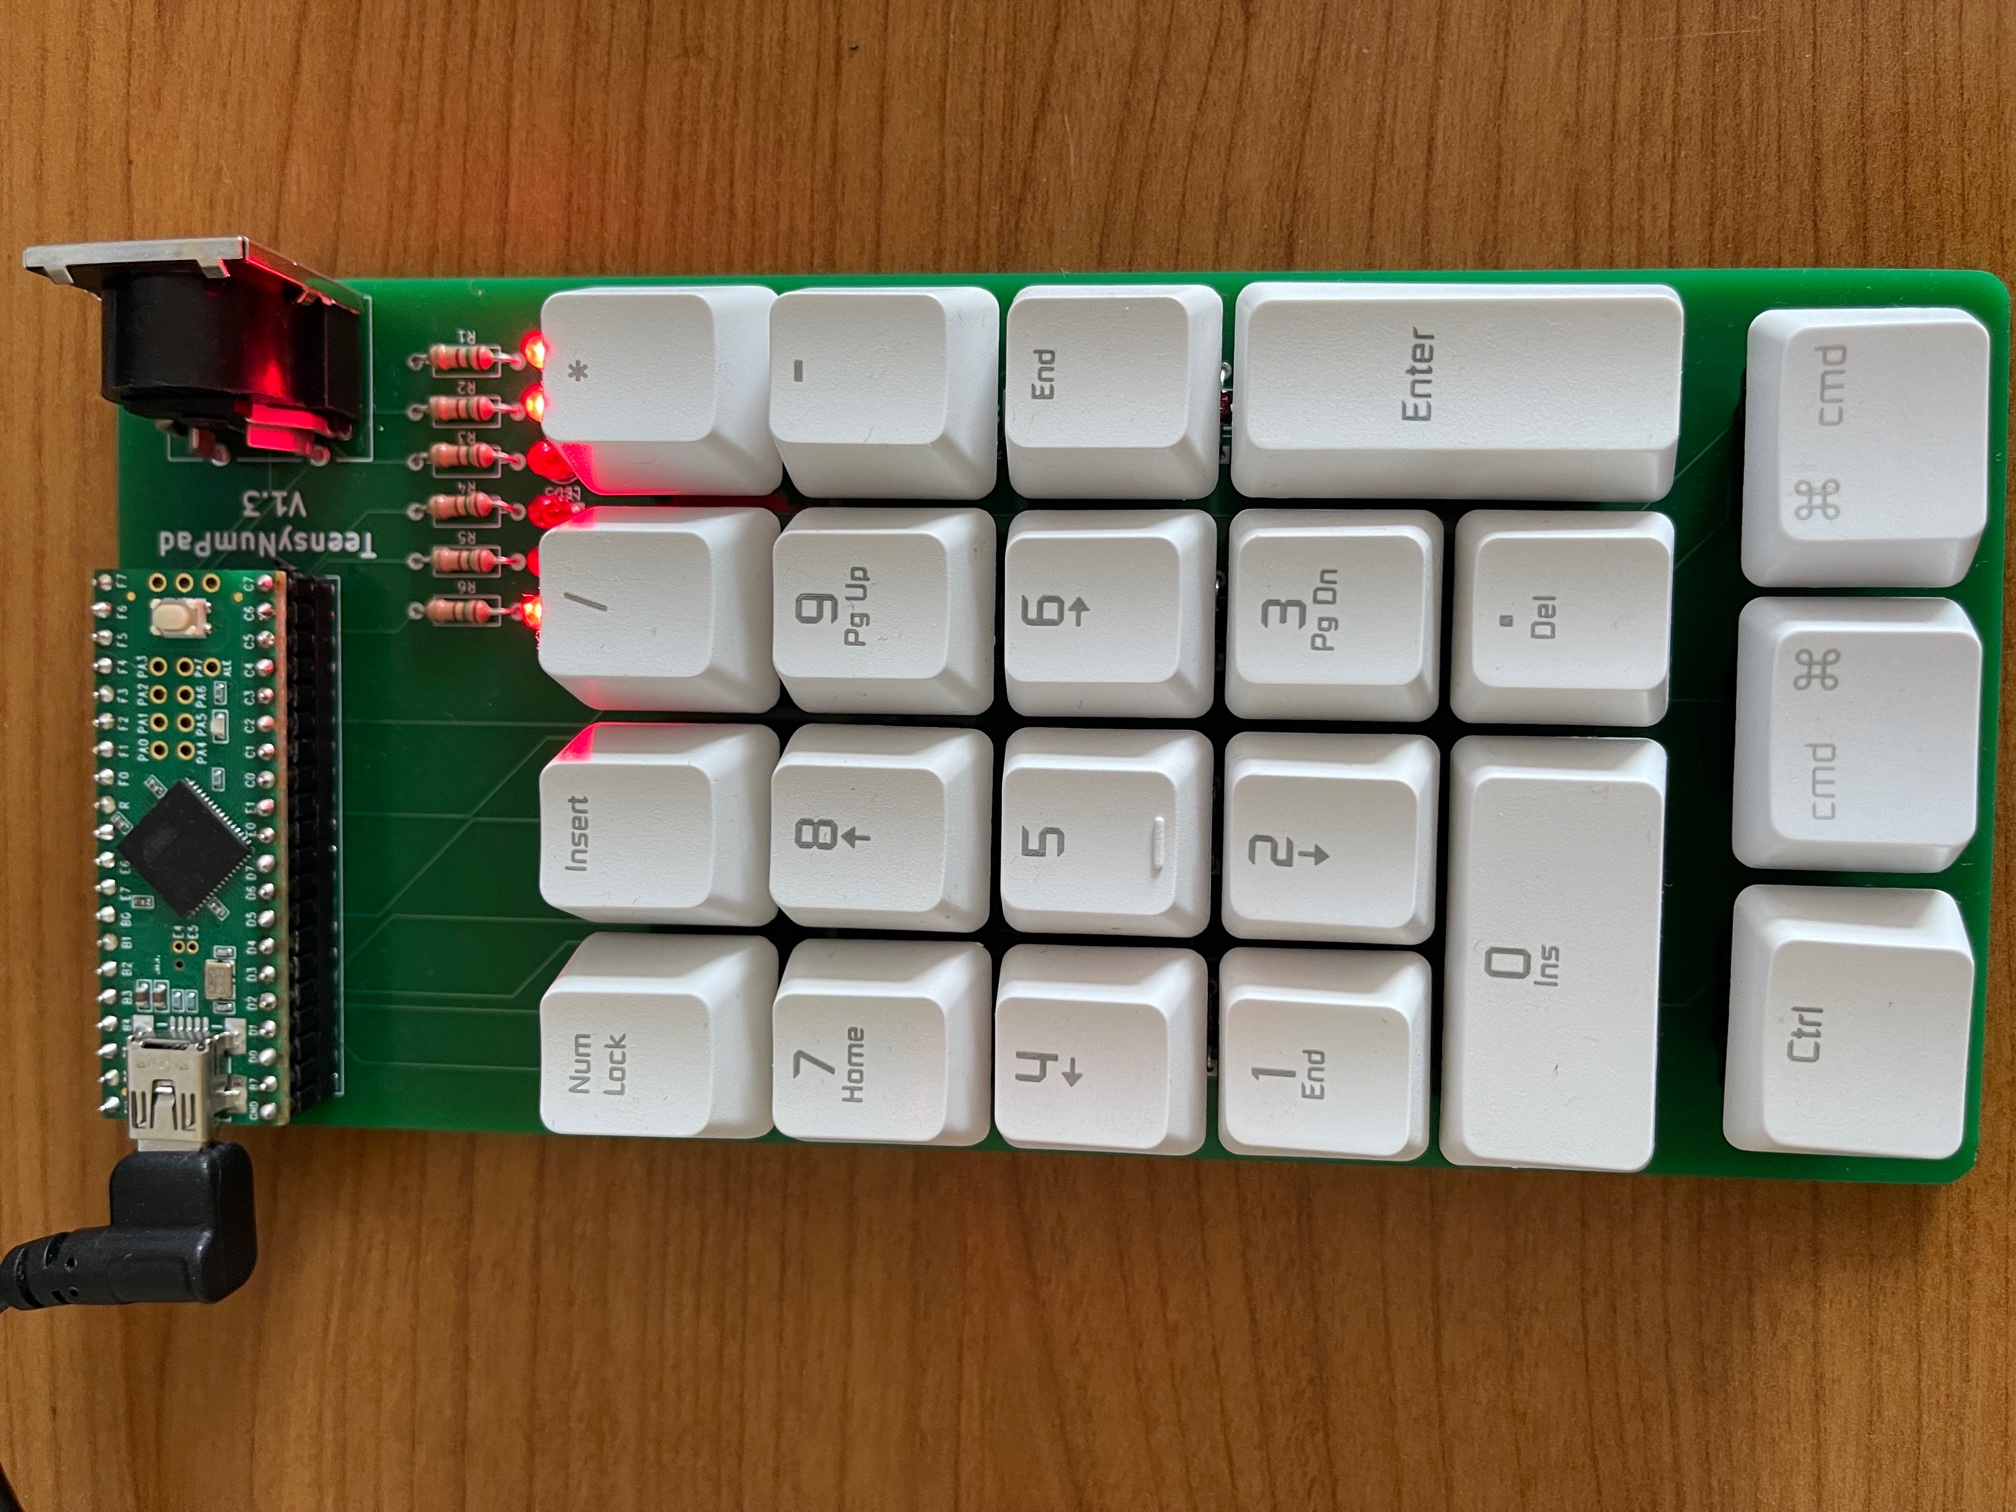 B3 B2 B1 B0 E7 E6 R F0 F1 F2 F3 F4 F5 F6 F7
PA0 PA1 PA2 PA3
E4
E5
PA4 PA5 PA6 PA7
ALE
GND B7 D0 D1 D2 D3 D4 D5 D6 D7 E0 E1 C0 C1 C2 C3 C4 C5 C6 C7
TeensyNumPad
V1.3
R6 R5 R4 R3 R2 R1
Num
Lock
Insert
/
*
7
Home
8
↑
9
Pg Up
-
4
←
5
6
→
End
1
End
2
↓
3
Pg Dn
Enter
0
Ins
.
Del
Ctrl
cmd ⌘
⌘ cmd